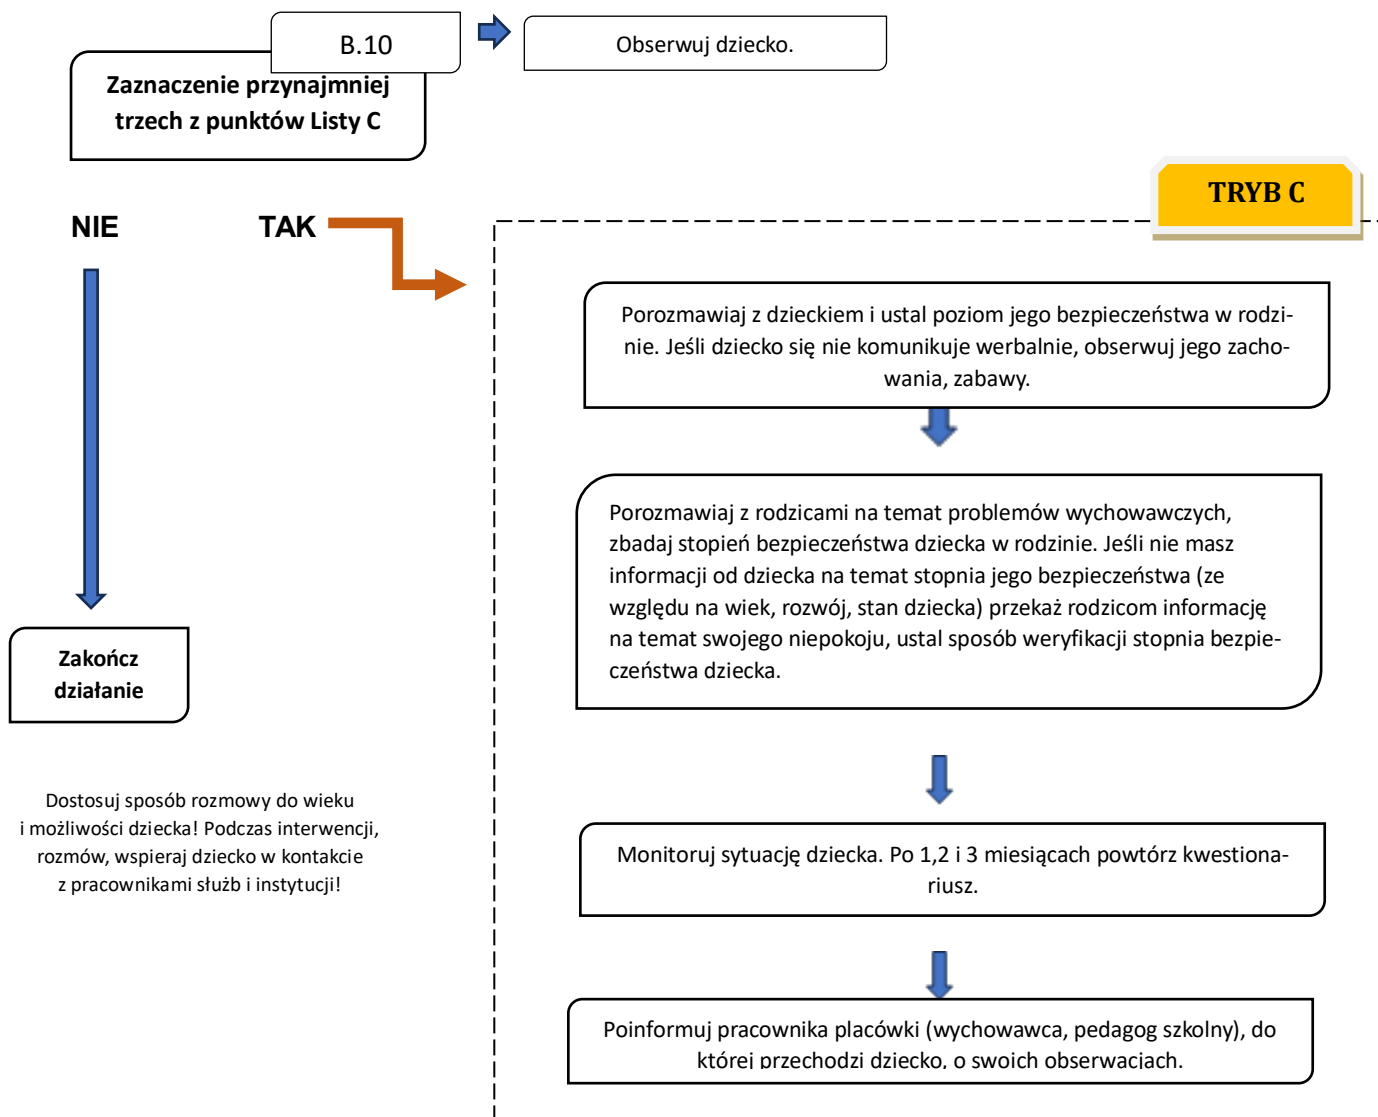 B.10
Obserwuj dziecko.
Zaznaczenie przynajmniej
trzech z punktów Listy C
TRYB C
NIE
TAK
Porozmawiaj z dzieckiem i ustal poziom jego bezpieczeństwa w rodzi-
nie. Jeśli dziecko się nie komunikuje werbalnie, obserwuj jego zacho-
wania, zabawy.
Porozmawiaj z rodzicami na temat problemów wychowawczych,
zbadaj stopień bezpieczeństwa dziecka w rodzinie. Jeśli nie masz
informacji od dziecka na temat stopnia jego bezpieczeństwa (ze
względu na wiek, rozwój, stan dziecka) przekaż rodzicom informację
na temat swojego niepokoju, ustal sposób weryfikacji stopnia bezpie-
czeństwa dziecka.
Zakończ
działanie
Dostosuj sposób rozmowy do wieku
i możliwości dziecka! Podczas interwencji,
rozmów, wspieraj dziecko w kontakcie
z pracownikami służb i instytucji!
Monitoruj sytuację dziecka. Po 1,2 i 3 miesiącach powtórz kwestiona-
riusz.
Poinformuj pracownika placówki (wychowawca, pedagog szkolny), do
której przechodzi dziecko, o swoich obserwacjach.